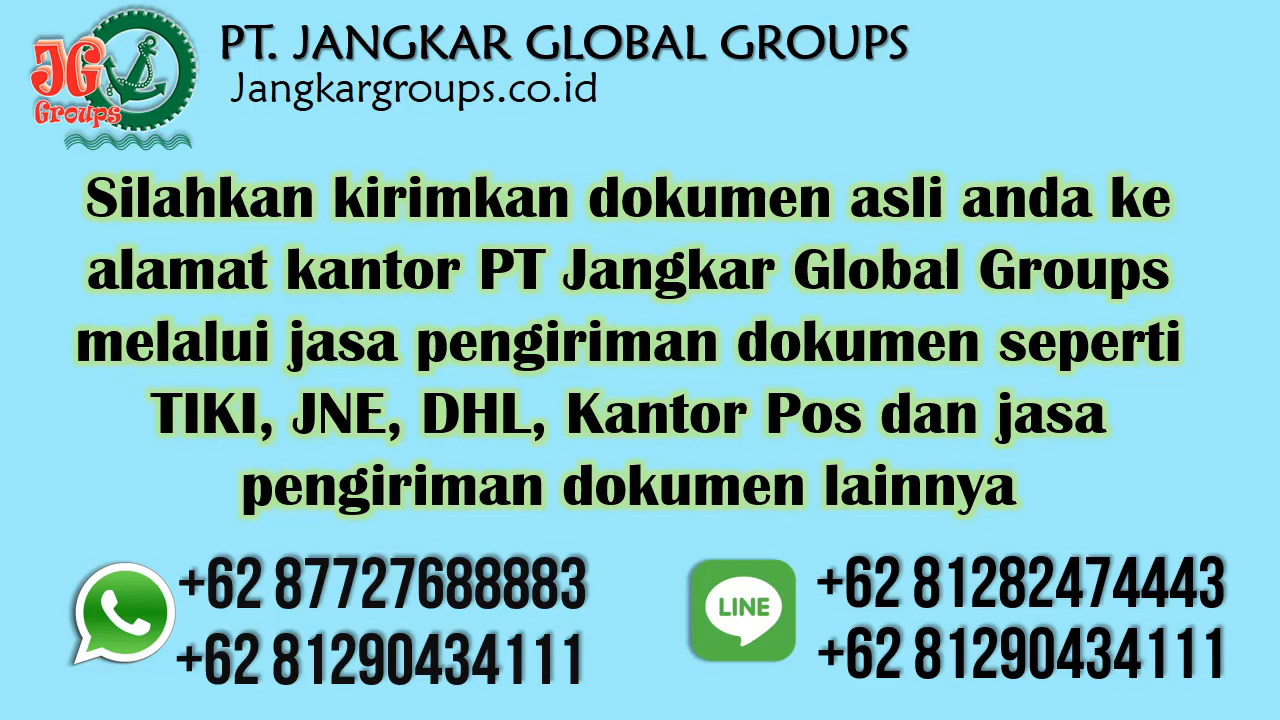 JG
Groups
PT. JANGKAR GLOBAL GROUPS
Jangkargroups.co.id
Silahkan kirimkan dokumen asli anda ke
alamat kantor PT Jangkar Global Groups
melalui jasa pengiriman dokumen seperti
TIKI, JNE, DHL, Kantor Pos dan jasa
pengiriman dokumen lainnya
+62 87727688883
+62 81290434111
LINE
+62 81282474443
+62 81290434111